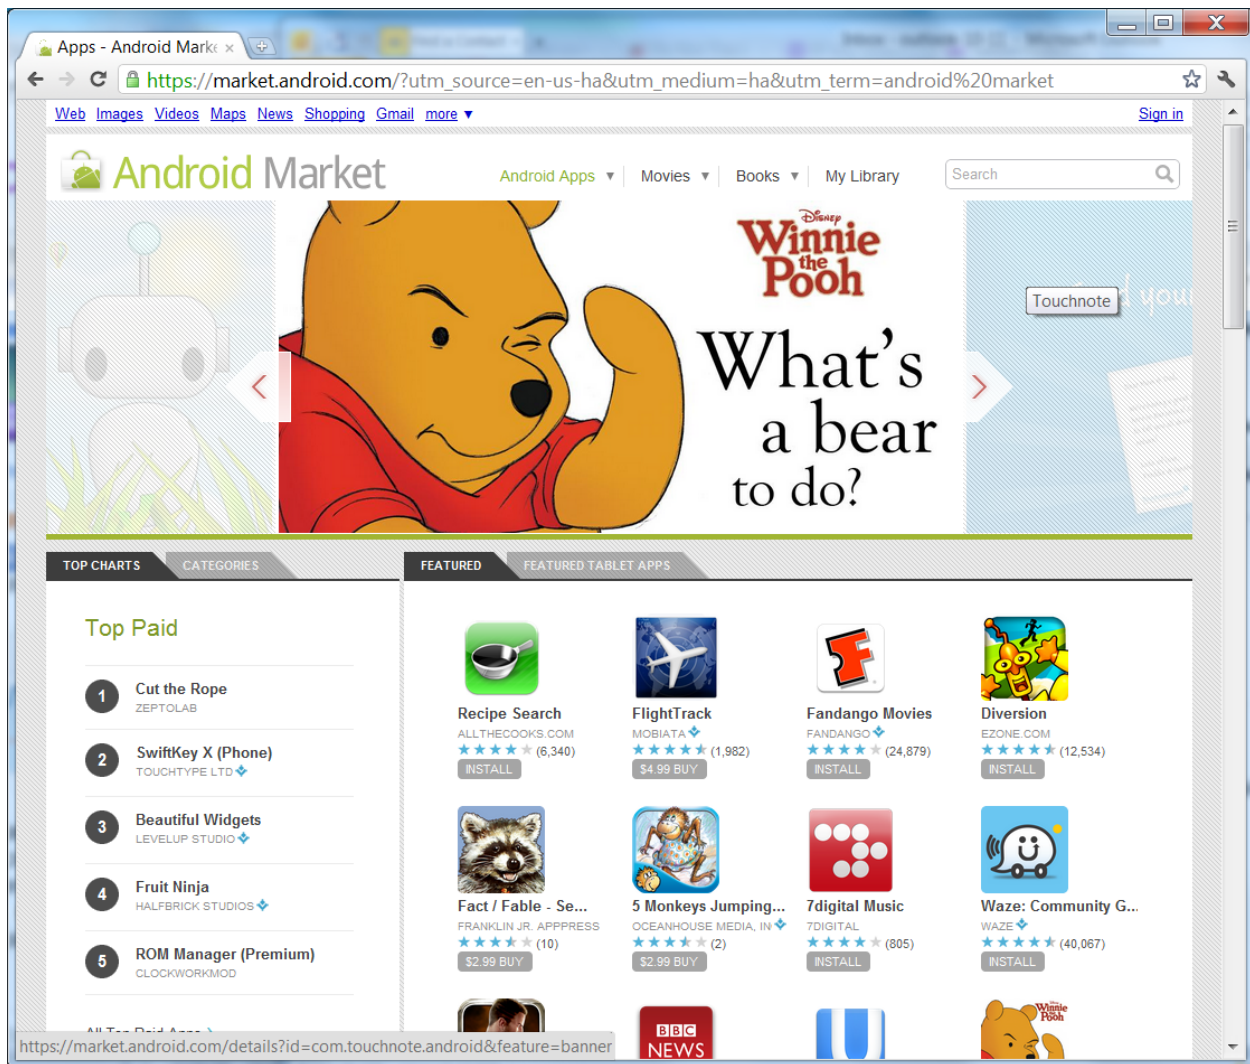 Apps - Android Marke
https://market.android.com/?utm_source=en-us-ha&utm_medium=ha&utm_term=android%20market
Web Images Videos Maps News Shopping Gmail more ▼
Sign in
Android Market
Android Apps ▼ Movies ▼ Books ▼ My Library
Search
Disney
Winnie
the
Pooh
What's
a bear
to do?
Touchnote
d your
TOP CHARTS
CATEGORIES
FEATURED
FEATURED TABLET APPS
Top Paid
1 Cut the Rope
ZEPTOLAB
2 SwiftKey X (Phone)
TOUCHTYPE LTD
3 Beautiful Widgets
LEVELUP STUDIO
4 Fruit Ninja
HALFBRICK STUDIOS
5 ROM Manager (Premium)
CLOCKWORKMOD
Recipe Search
ALLTHECOOKS.COM
(6,340)
INSTALL
FlightTrack
MOBIATA
(1,982)
$4.99 BUY
F
Fandango Movies
FANDANGO
(24,879)
INSTALL
Diversion
EZONE.COM
(12,534)
INSTALL
Fact / Fable - Se...
FRANKLIN JR. APPPRESS
(10)
$2.99 BUY
5 Monkeys Jumping...
OCEANHOUSE MEDIA, IN
(2)
$2.99 BUY
7digital Music
7DIGITAL
(805)
INSTALL
Waze: Community G...
WAZE
(40,067)
INSTALL
BBC
NEWS
Winnie
the
Pooh
All Top Paid Apps
https://market.android.com/details?id=com.touchnote.android&feature=banner